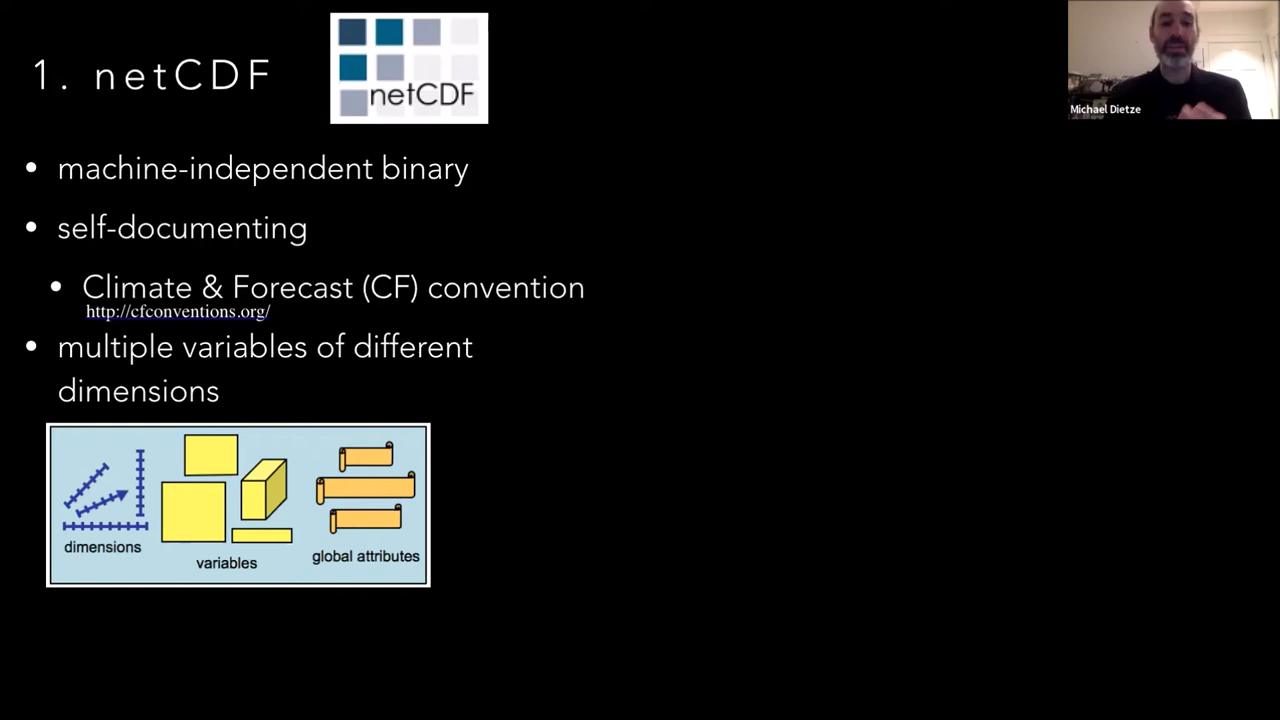 1. netCDF
netCDF
Michael Dietze
• machine-independent binary
• self-documenting
• Climate & Forecast (CF) convention
http://cfconventions.org/
• multiple variables of different
dimensions
dimensions
variables
global attributes